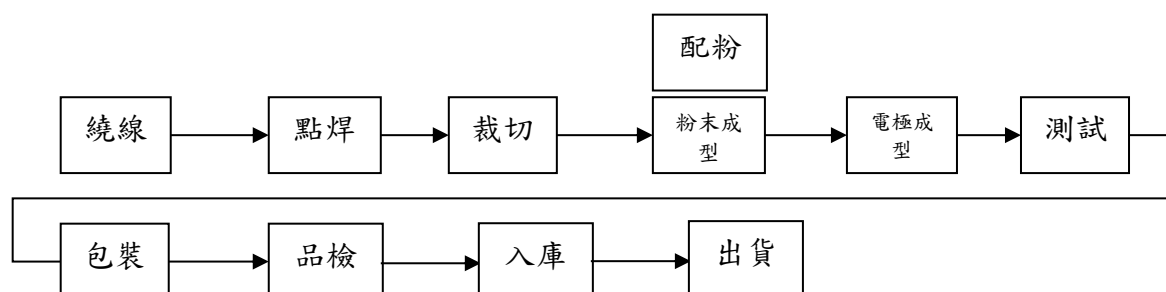 配粉
繞線
點焊
裁切
粉末成
型
電極成
型
測試
包裝
品檢
入庫
出貨